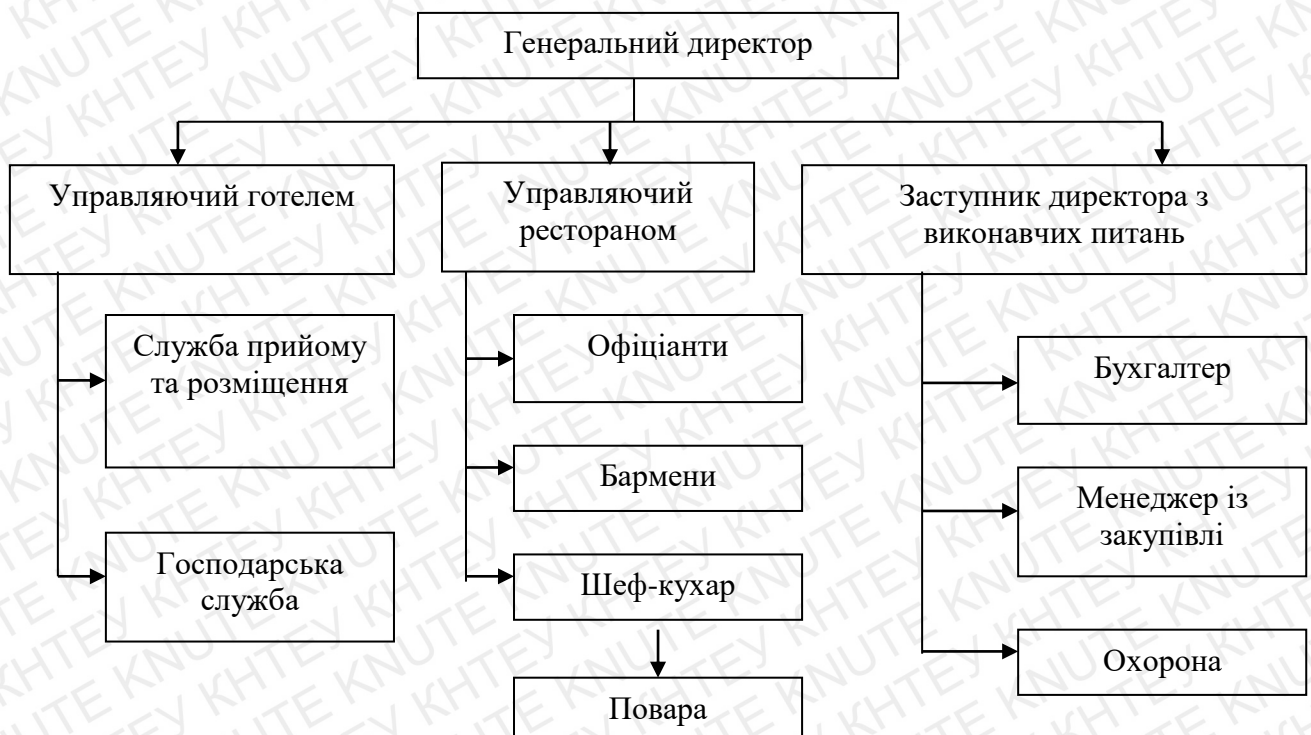 Генеральний директор
Управляючий готелем
Управляючий
рестораном
Заступник директора з
виконавчих питань
Служба прийому
та розміщення
Господарська
служба
Офіціанти
Бармени
Шеф-кухар
Повара
Бухгалтер
Менеджер із
закупівлі
Охорона